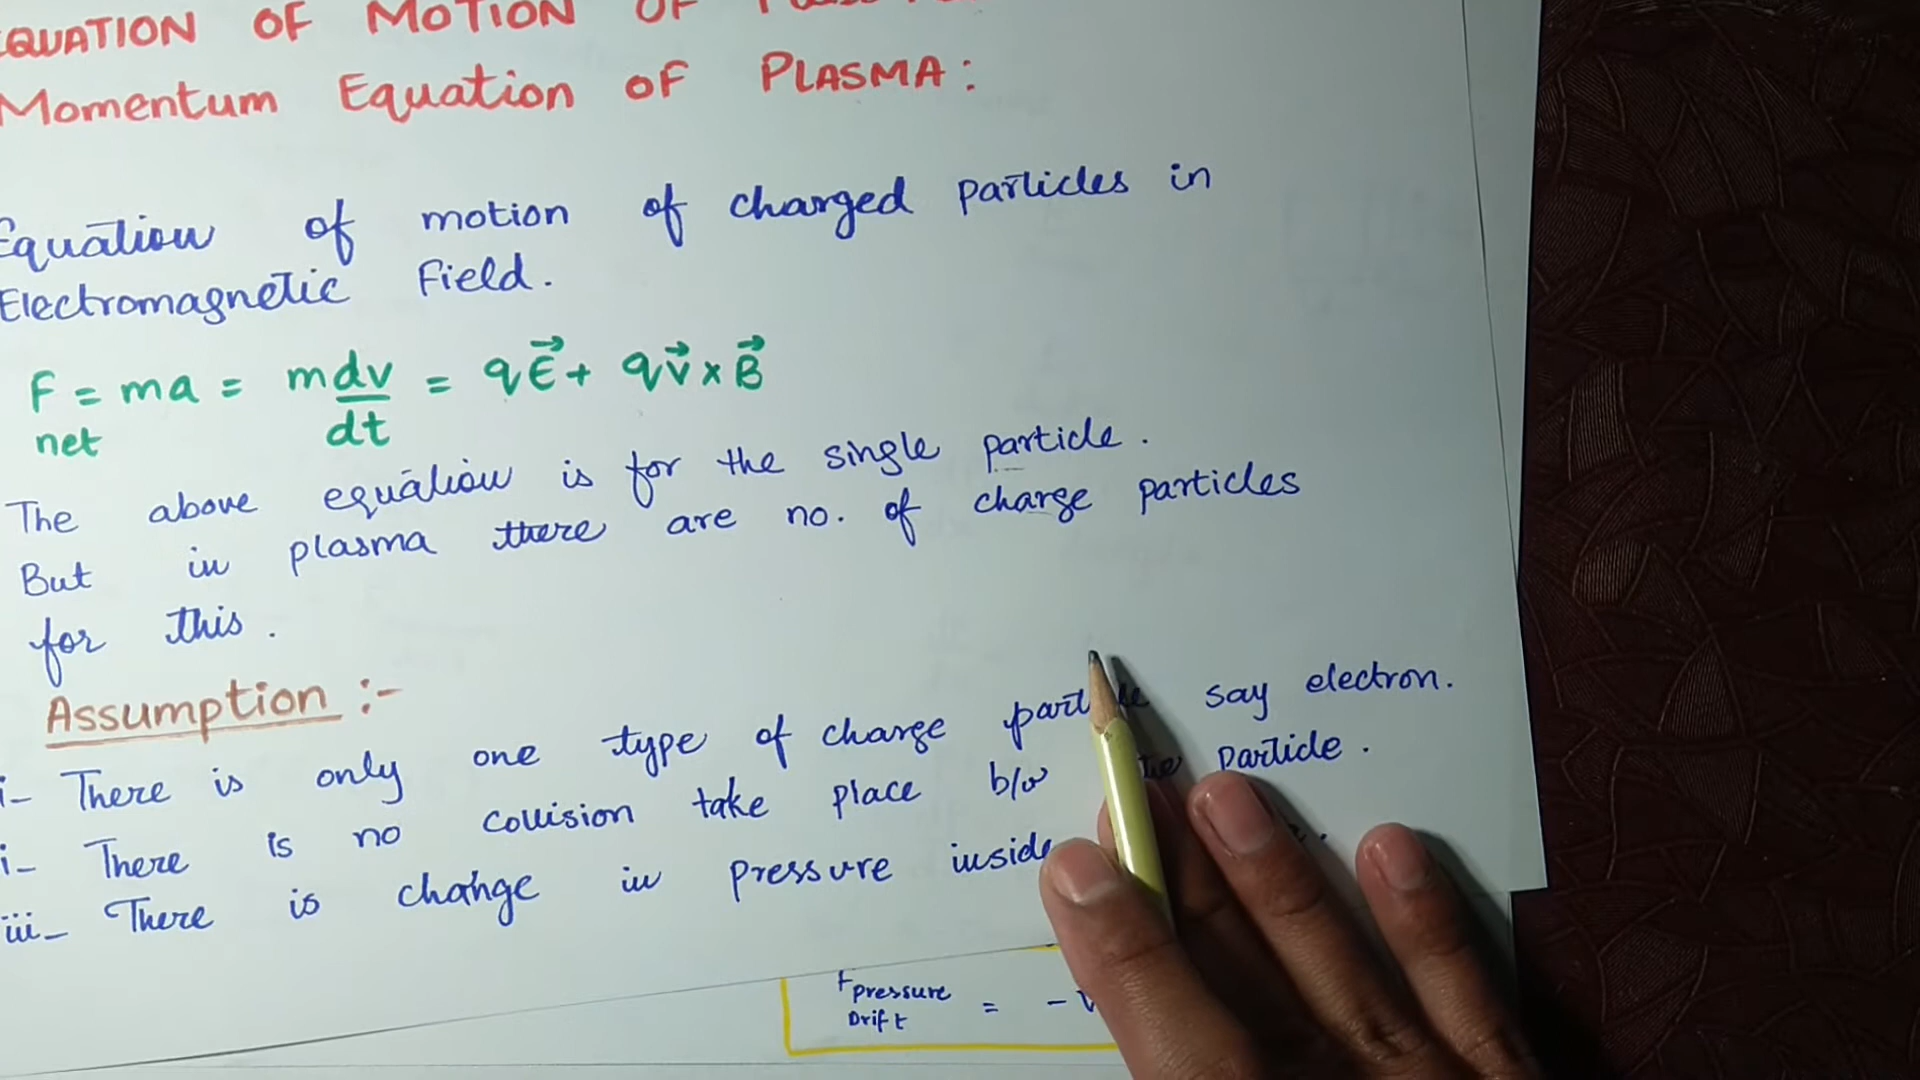 EQUATION OF MOTION OF
Momentum Equation OF PLASMA:
Equation of motion of charged particles in
Electromagnetic Field.
F = ma = mdv = qE⃗ + qv⃗ × B⃗
net dt
The above equation is for the single particle.
But in plasma there are no. of charge particles
for this.
Assumption :-
i- There is only one type of charge particle say electron.
i- There is no collision take place b/w the particle.
iii- There is change in pressure inside
F pressure = -
Drift